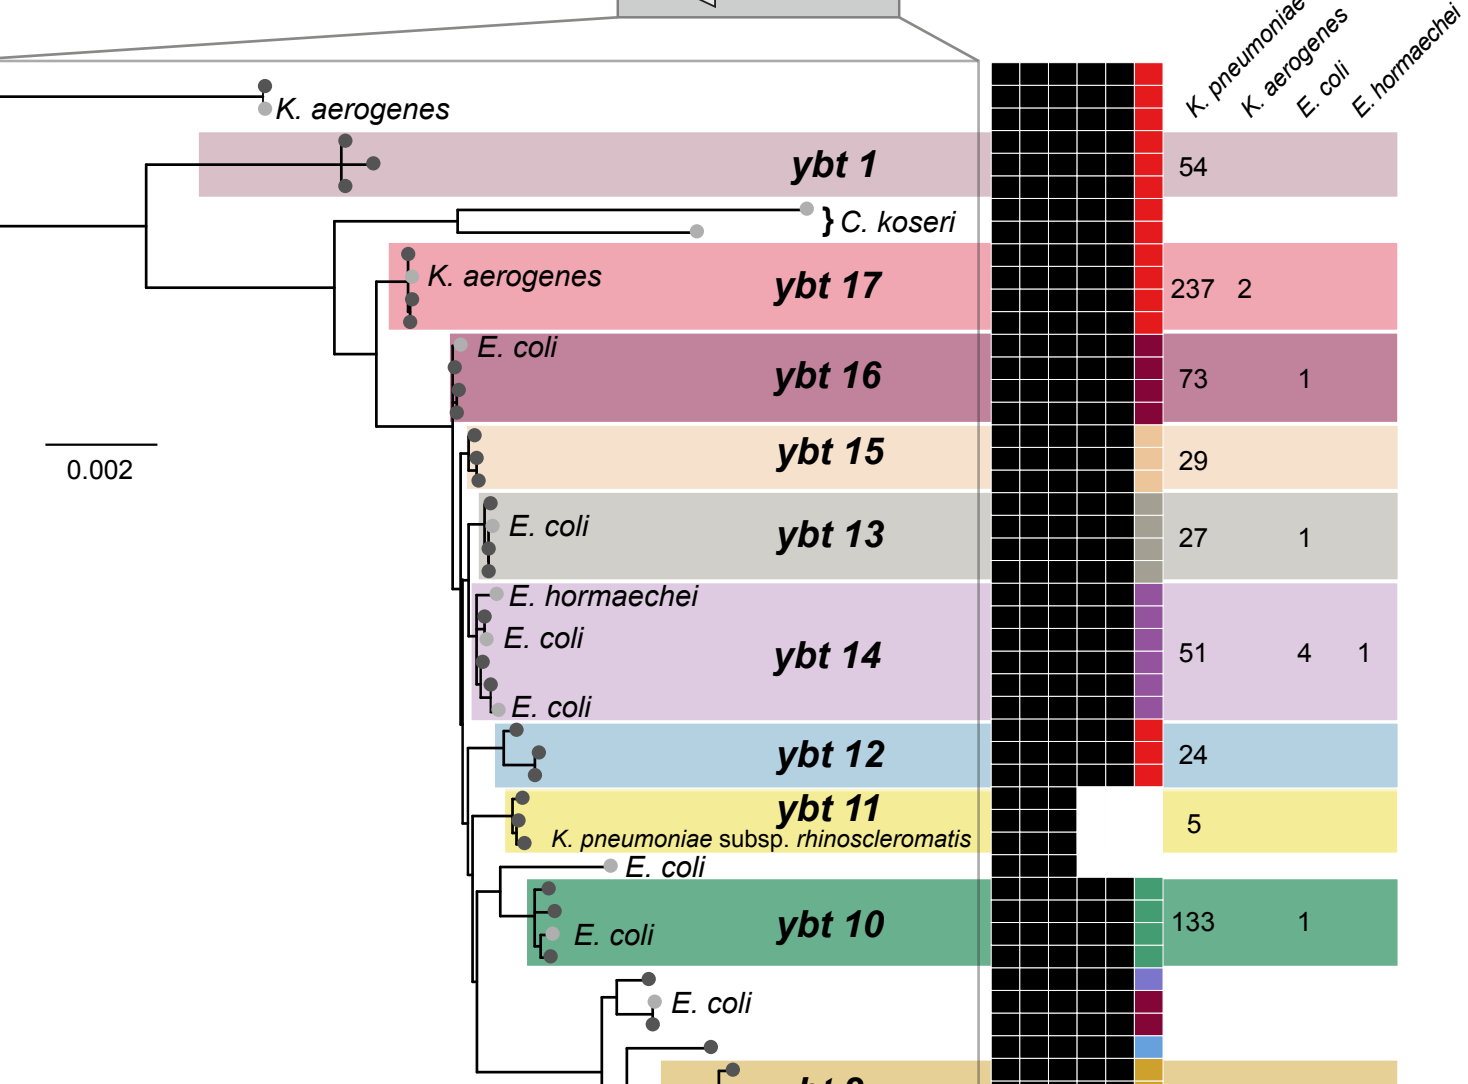 K. pneumoniae
K. aerogenes
E. coli
E. hormaechei
K. aerogenes
ybt 1
54
} C. koseri
K. aerogenes
ybt 17
237 2
E. coli
ybt 16
73 1
0.002
ybt 15
29
E. coli
ybt 13
27 1
E. hormaechei
E. coli
ybt 14
51 4 1
E. coli
ybt 12
24
ybt 11
K. pneumoniae subsp. rhinoscleromatis
5
E. coli
ybt 10
133 1
E. coli
E. coli